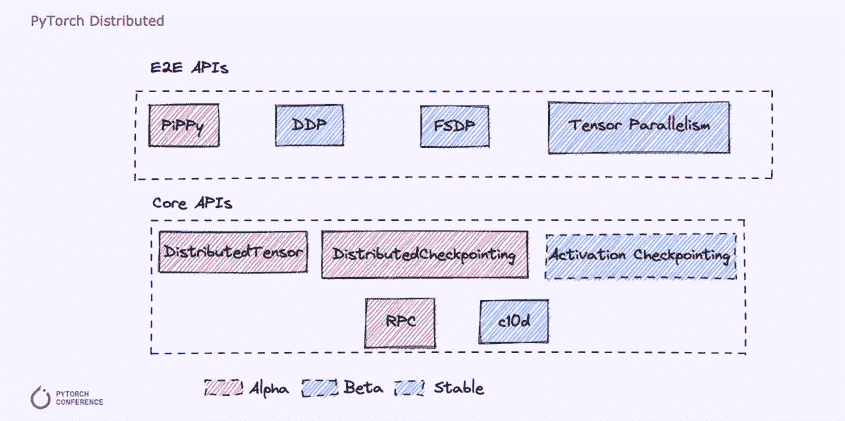 PyTorch Distributed
E2E APIs
PiPPy
DDP
FSDP
Tensor Parallelism
Core APIs
DistributedTensor
DistributedCheckpointing
Activation Checkpointing
RPC
c10d
Alpha
Beta
Stable
PYTORCH
CONFERENCE